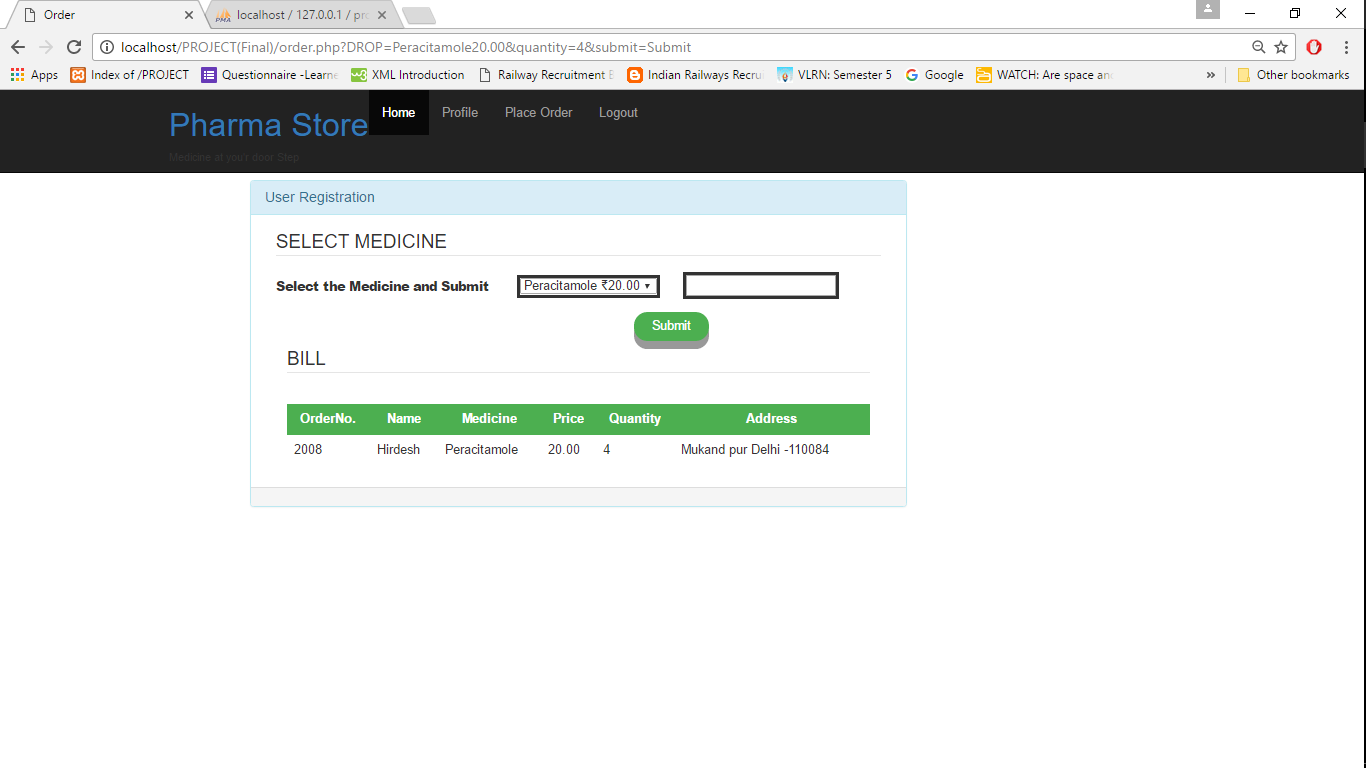 Order
localhost / 127.0.0.1 / pr
localhost/PROJECT(Final)/order.php?DROP=Peracitamole20.00&quantity=4&submit=Submit
Apps Index of /PROJECT Questionnaire -Learne XML Introduction Railway Recruitment Indian Railways Recru VLRN: Semester 5 Google WATCH: Are space an » Other bookmarks
Pharma Store Home Profile Place Order Logout
Medicine at your door Step
User Registration
SELECT MEDICINE
Select the Medicine and Submit Peracitamole ₹20.00
Submit
BILL
OrderNo. Name Medicine Price Quantity Address
2008 Hirdesh Peracitamole 20.00 4 Mukand pur Delhi -110084